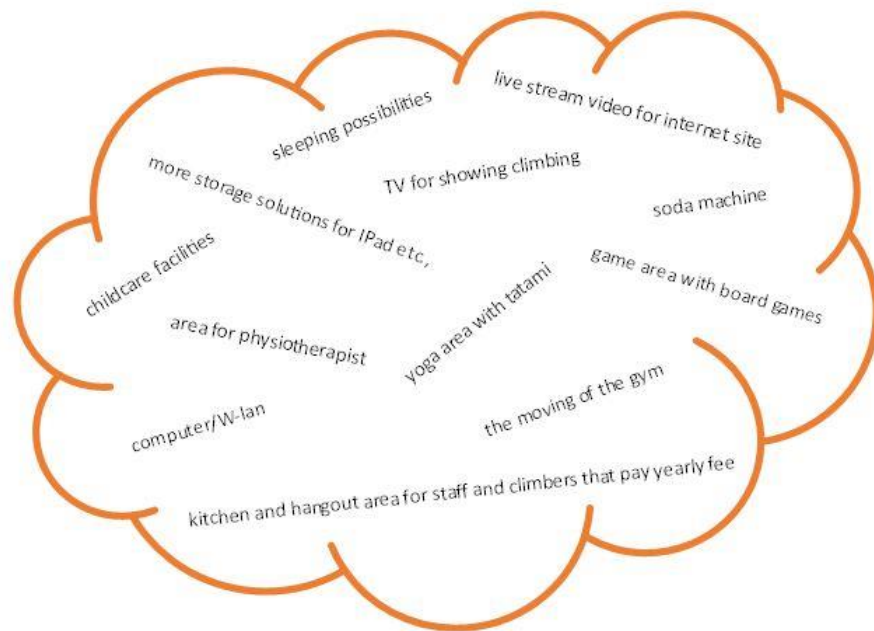 live stream video for internet site
sleeping possibilities
TV for showing climbing
more storage solutions for IPad etc,
soda machine
childcare facilities
game area with board games
area for physiotherapist
yoga area with tatami
the moving of the gym
computer/W-lan
kitchen and hangout area for staff and climbers that pay yearly fee